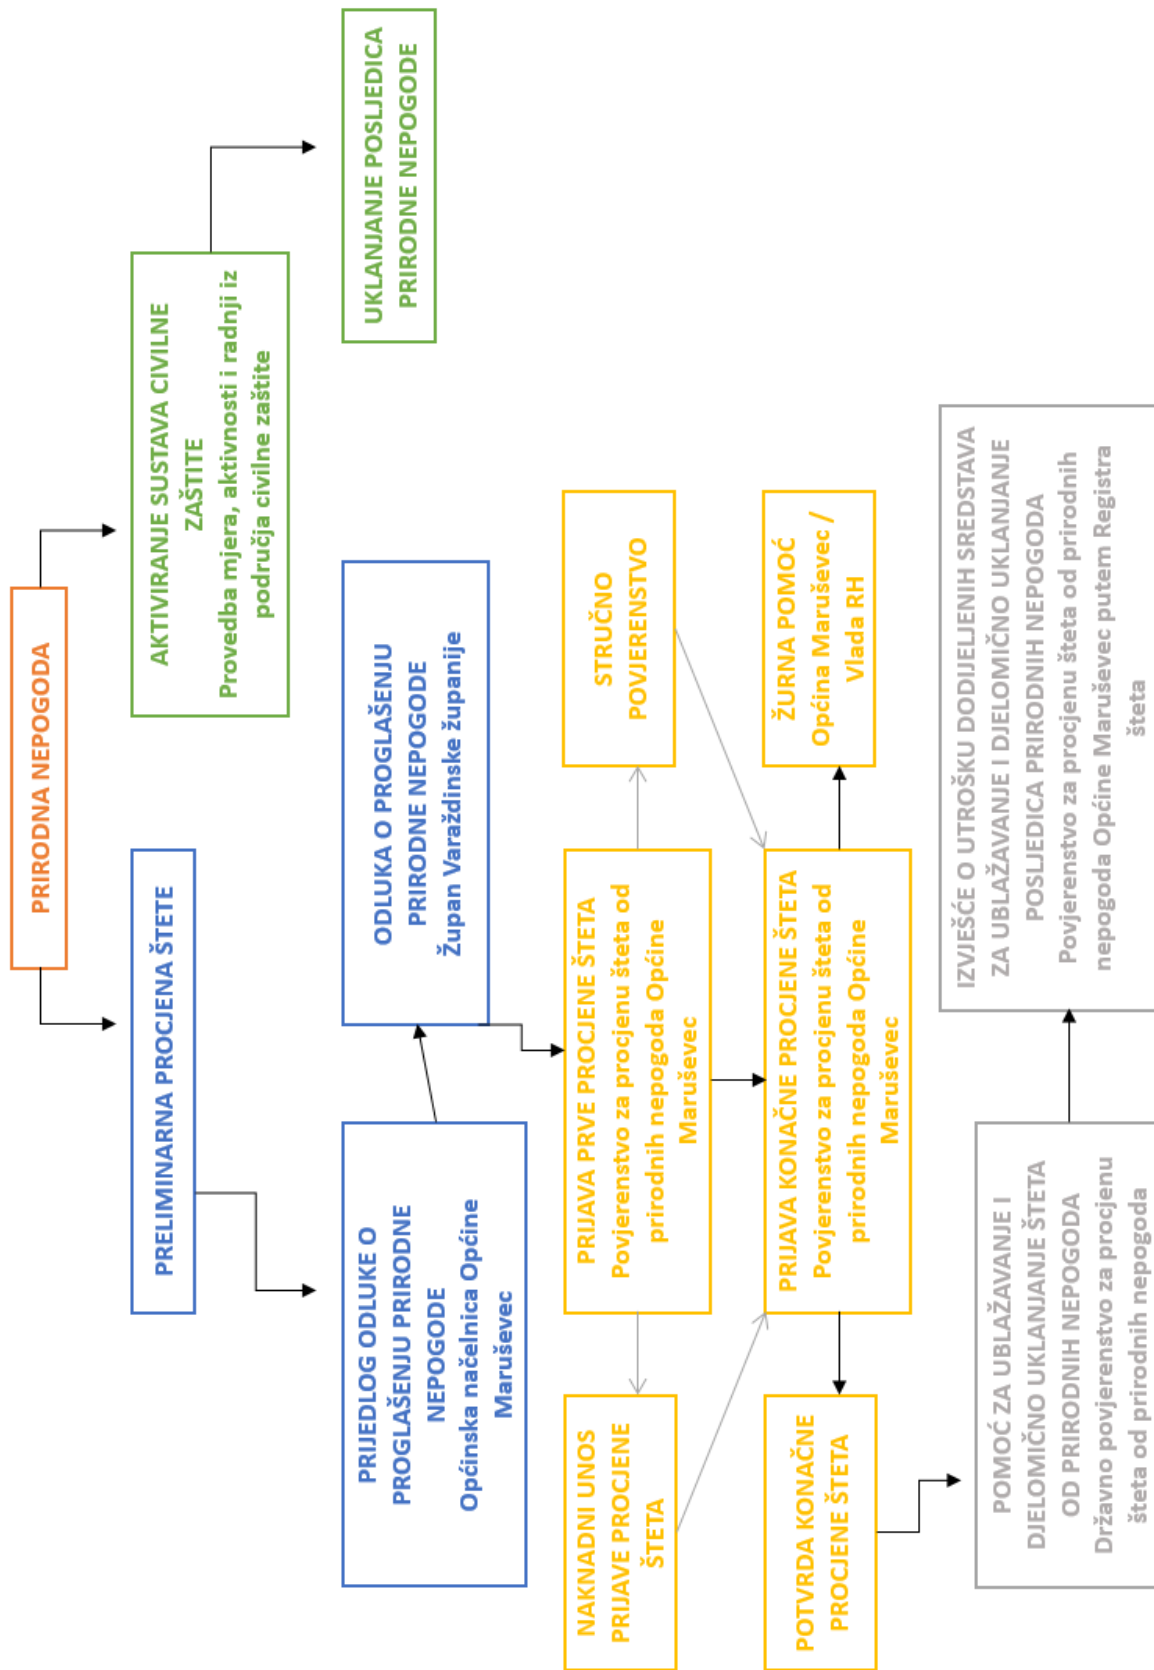 PRIRODNA NEPOGODA
PRELIMINARNA PROCJENA ŠTETE
AKTIVIRANJE SUSTAVA CIVILNE
ZAŠTITE
Provedba mjera, aktivnosti i radnji iz
područja civilne zaštite
PRIJEDLOG ODLUKE O
PROGLAŠENJU PRIRODNE
NEPOGODE
Općinska načelnica Općine
Maruševec
ODLUKA O PROGLAŠENJU
PRIRODNE NEPOGODE
Župan Varaždinske županije
UKLANJANJE POSLJEDICA
PRIRODNE NEPOGODE
NAKNADNI UNOS
PRIJAVE PROCJENE
ŠTETA
PRIJAVA PRVE PROCJENE ŠTETA
Povjerenstvo za procjenu šteta od
prirodnih nepogoda Općine
Maruševec
STRUČNO
POVJERENSTVO
POTVRDA KONAČNE
PROCJENE ŠTETA
PRIJAVA KONAČNE PROCJENE ŠTETA
Povjerenstvo za procjenu šteta od
prirodnih nepogoda Općine
Maruševec
ŽURNA POMOĆ
Općina Maruševec /
Vlada RH
POMOĆ ZA UBLAŽAVANJE I
DJELOMIČNO UKLANJANJE ŠTETA
OD PRIRODNIH NEPOGODA
Državno povjerenstvo za procjenu
šteta od prirodnih nepogoda
IZVJEŠĆE O UTROŠKU DODIJELJENIH SREDSTAVA
ZA UBLAŽAVANJE I DJELOMIČNO UKLANJANJE
POSLJEDICA PRIRODNIH NEPOGODA
Povjerenstvo za procjenu šteta od prirodnih
nepogoda Općine Maruševec putem Registra
šteta